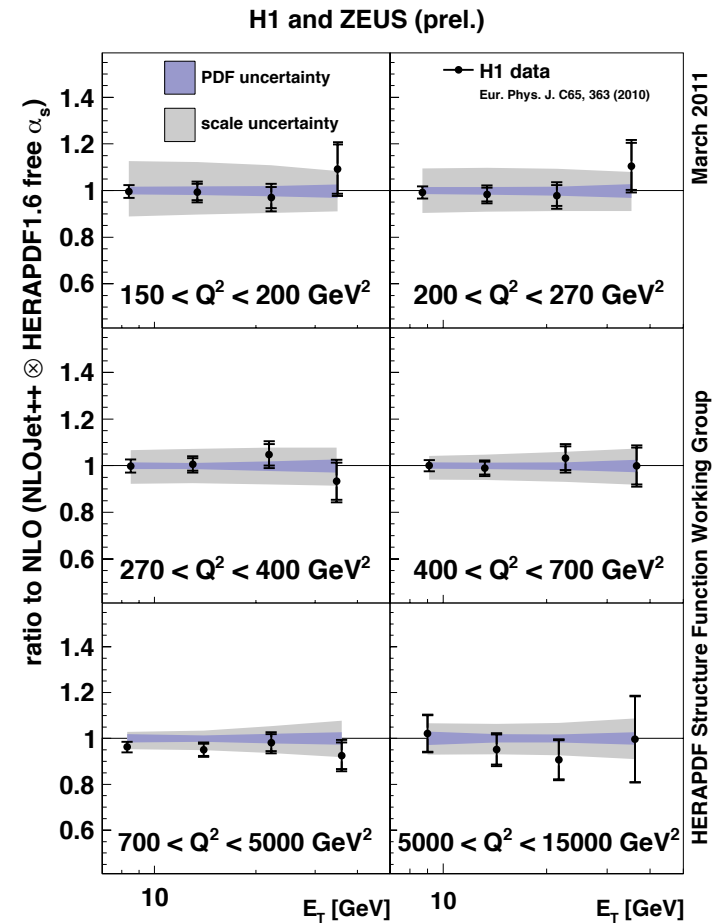 H1 and ZEUS (prel.)
ratio to NLO (NLOJet++ ⊗ HERAPDF1.6 free αs)
PDF uncertainty
scale uncertainty
H1 data
Eur. Phys. J. C65, 363 (2010)
March 2011
1.4
1.2
1
0.8
0.6
150 < Q² < 200 GeV²
200 < Q² < 270 GeV²
1.4
1.2
1
0.8
0.6
270 < Q² < 400 GeV²
400 < Q² < 700 GeV²
HERAPDF Structure Function Working Group
1.4
1.2
1
0.8
0.6
700 < Q² < 5000 GeV²
5000 < Q² < 15000 GeV²
10
E_T [GeV]
10
E_T [GeV]